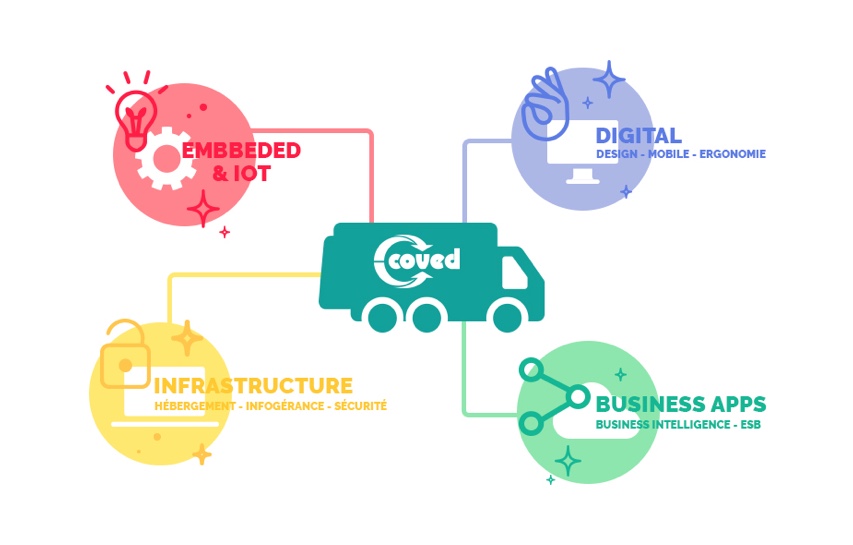 EMBBEDED
& IOT
DIGITAL
DESIGN - MOBILE - ERGONOMIE
coved
INFRASTRUCTURE
HÉBERGEMENT - INFOGÉRANCE - SÉCURITÉ
BUSINESS APPS
BUSINESS INTELLIGENCE - ESB